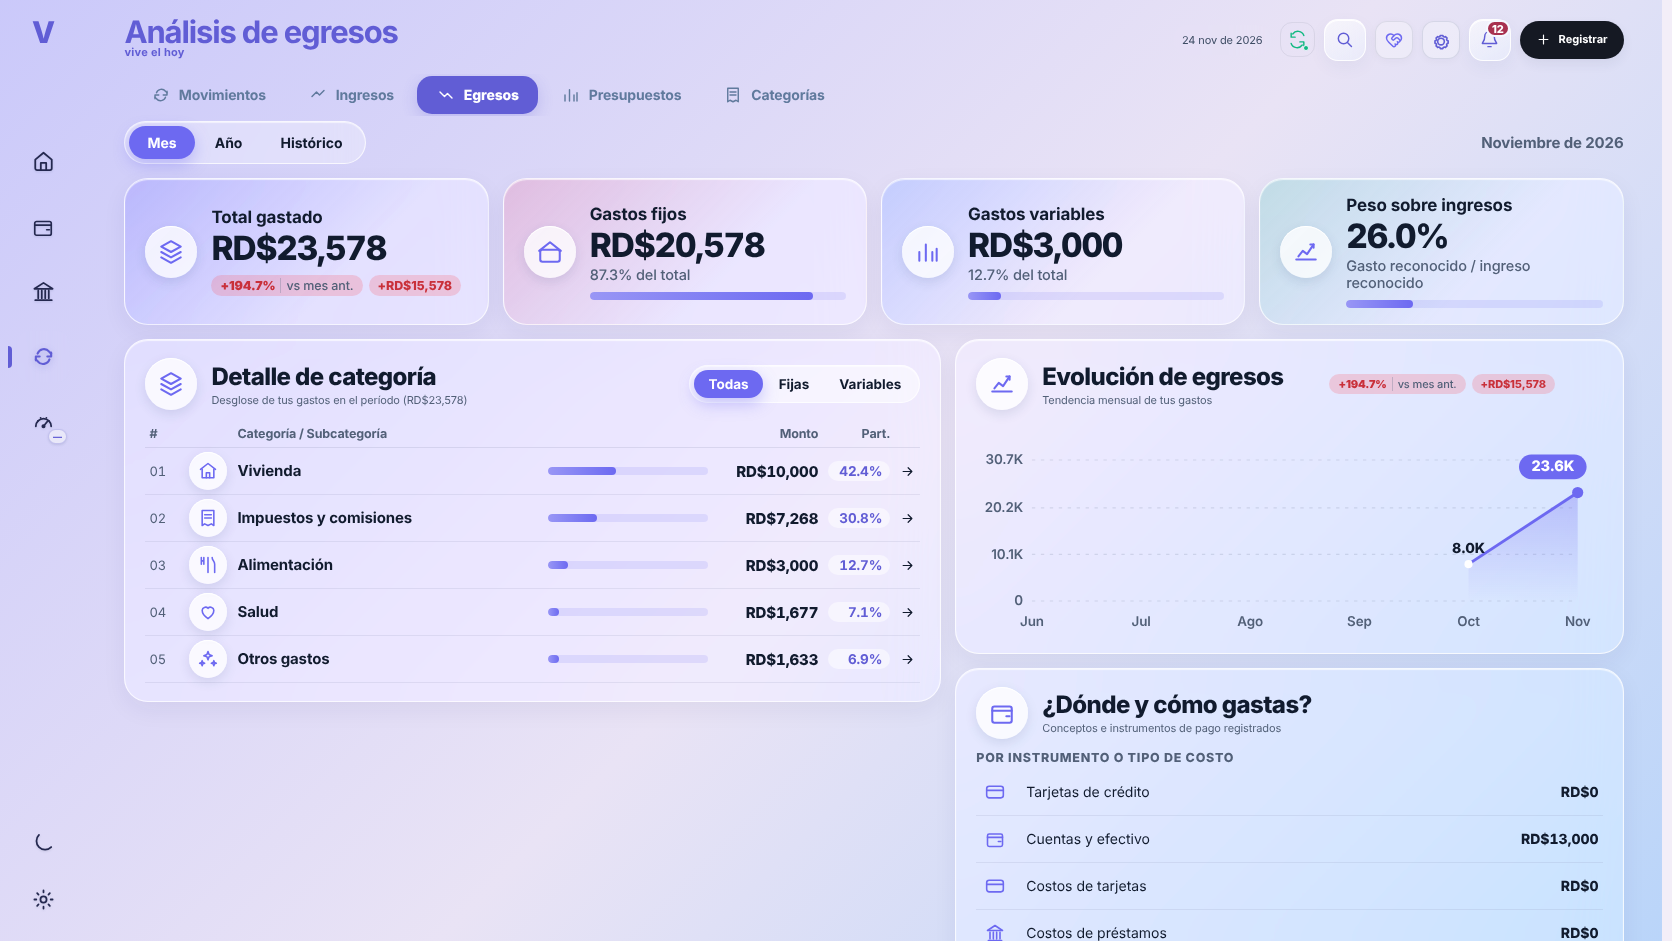 V
Análisis de egresos
vive el hoy
24 nov de 2026
12
+ Registrar
Movimientos
Ingresos
Egresos
Presupuestos
Categorías
Mes
Año
Histórico
Noviembre de 2026
Total gastado
RD$23,578
+194.7% | vs mes ant.
+RD$15,578
Gastos fijos
RD$20,578
87.3% del total
Gastos variables
RD$3,000
12.7% del total
Peso sobre ingresos
26.0%
Gasto reconocido / ingreso
reconocido
Detalle de categoría
Desglose de tus gastos en el período (RD$23,578)
Todas
Fijas
Variables
# Categoría / Subcategoría Monto Part.
01 Vivienda RD$10,000 42.4% →
02 Impuestos y comisiones RD$7,268 30.8% →
03 Alimentación RD$3,000 12.7% →
04 Salud RD$1,677 7.1% →
05 Otros gastos RD$1,633 6.9% →
Evolución de egresos
Tendencia mensual de tus gastos
+194.7% | vs mes ant.
+RD$15,578
30.7K
23.6K
20.2K
10.1K
8.0K
0
Jun Jul Ago Sep Oct Nov
¿Dónde y cómo gastas?
Conceptos e instrumentos de pago registrados
POR INSTRUMENTO O TIPO DE COSTO
Tarjetas de crédito RD$0
Cuentas y efectivo RD$13,000
Costos de tarjetas RD$0
Costos de préstamos RD$0